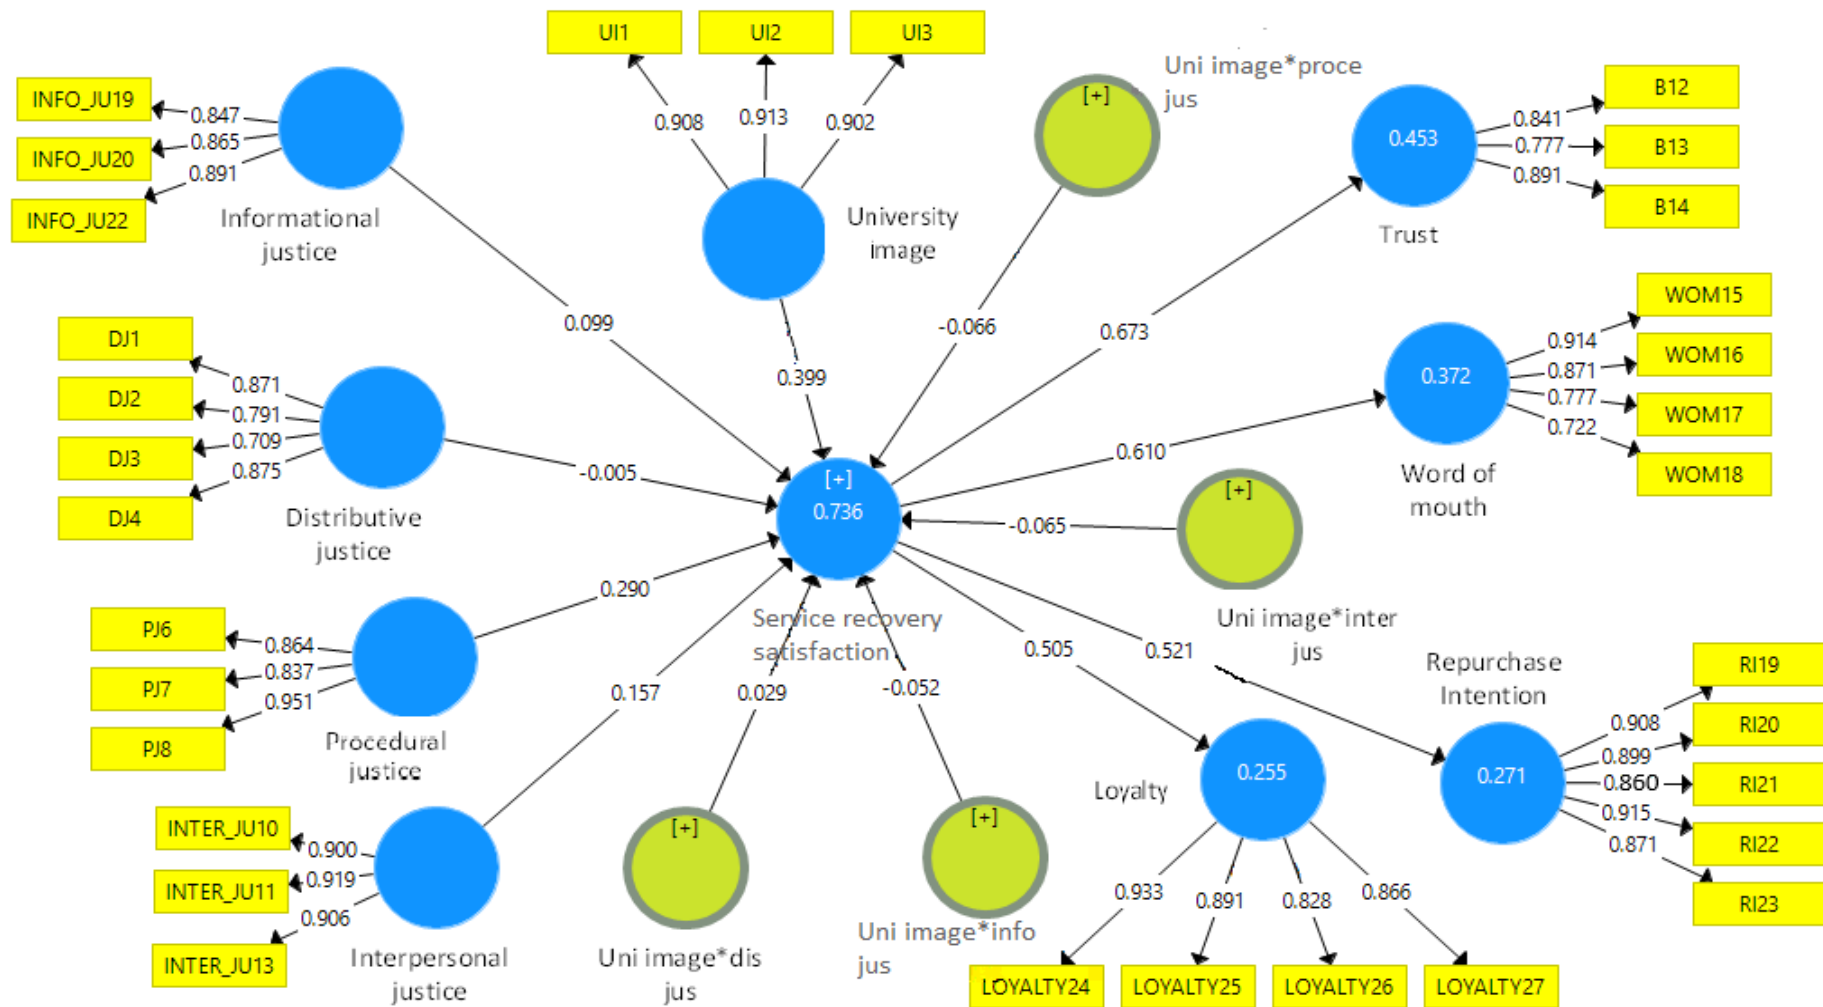 UI1
UI2
UI3
Uni image*proce
jus
[+]
INFO_JU19
INFO_JU20
INFO_JU22
0.847
0.865
0.891
Informational
justice
0.908
0.913
0.902
University
image
0.453
Trust
0.841
0.777
0.891
B12
B13
B14
0.099
0.399
-0.066
0.673
DJ1
DJ2
DJ3
DJ4
0.871
0.791
0.709
0.875
Distributive
justice
-0.005
[+]
0.736
Service recovery
satisfaction
0.610
0.372
Word of
mouth
0.914
0.871
0.777
0.722
WOM15
WOM16
WOM17
WOM18
-0.065
[+]
Uni image*inter
jus
PJ6
PJ7
PJ8
0.864
0.837
0.951
Procedural
justice
0.290
0.157
0.029
-0.052
0.505
0.521
Repurchase
Intention
0.271
0.908
0.899
0.860
0.915
0.871
RI19
RI20
RI21
RI22
RI23
INTER_JU10
INTER_JU11
INTER_JU13
0.900
0.919
0.906
Interpersonal
justice
[+]
Uni image*dis
jus
[+]
Uni image*info
jus
Loyalty
0.255
0.933
0.891
0.828
0.866
LOYALTY24
LOYALTY25
LOYALTY26
LOYALTY27